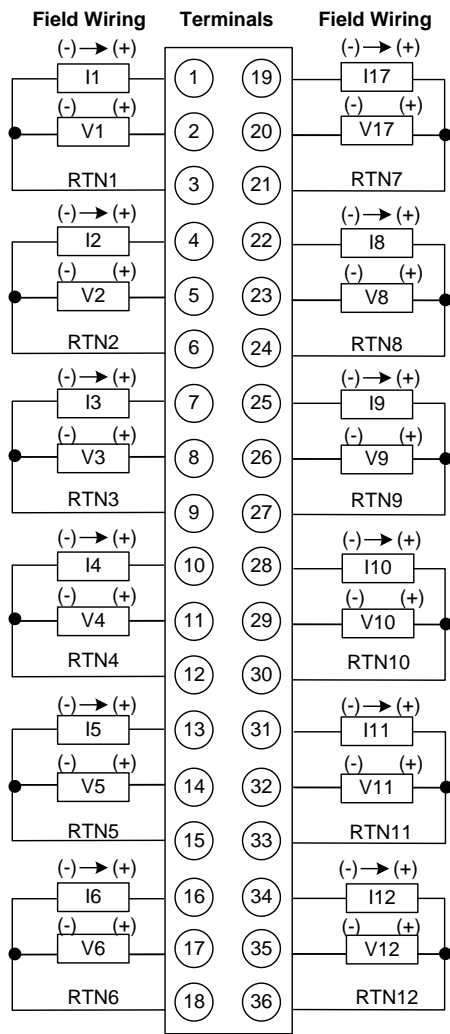 Field Wiring Terminals Field Wiring
(-) (+) (-) (+)
I1 1 19 I17
(-) (+) (-) (+)
V1 2 20 V17
RTN1 3 21 RTN7
(-) (+) (-) (+)
I2 4 22 I8
(-) (+) (-) (+)
V2 5 23 V8
RTN2 6 24 RTN8
(-) (+) (-) (+)
I3 7 25 I9
(-) (+) (-) (+)
V3 8 26 V9
RTN3 9 27 RTN9
(-) (+) (-) (+)
I4 10 28 I10
(-) (+) (-) (+)
V4 11 29 V10
RTN4 12 30 RTN10
(-) (+) (-) (+)
I5 13 31 I11
(-) (+) (-) (+)
V5 14 32 V11
RTN5 15 33 RTN11
(-) (+) (-) (+)
I6 16 34 I12
(-) (+) (-) (+)
V6 17 35 V12
RTN6 18 36 RTN12